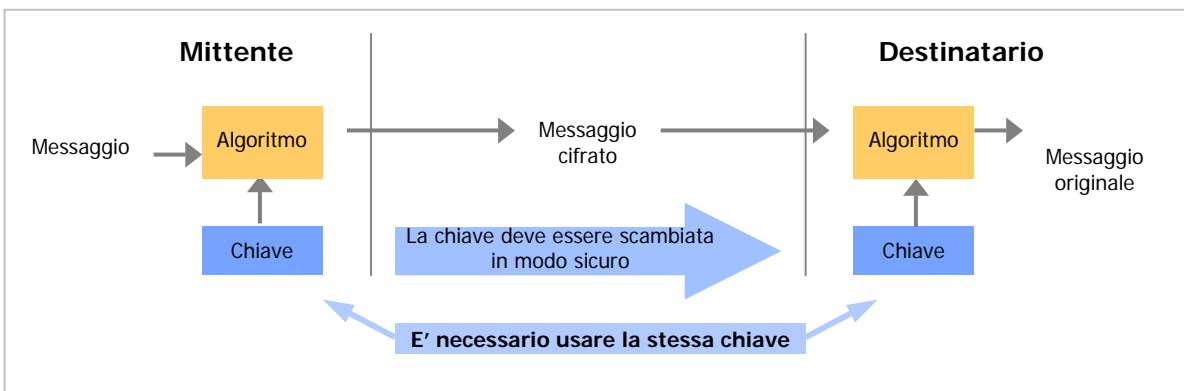 Mittente
Destinatario
Messaggio
Algoritmo
Messaggio
cifrato
Algoritmo
Messaggio
originale
Chiave
La chiave deve essere scambiata
in modo sicuro
Chiave
E' necessario usare la stessa chiave